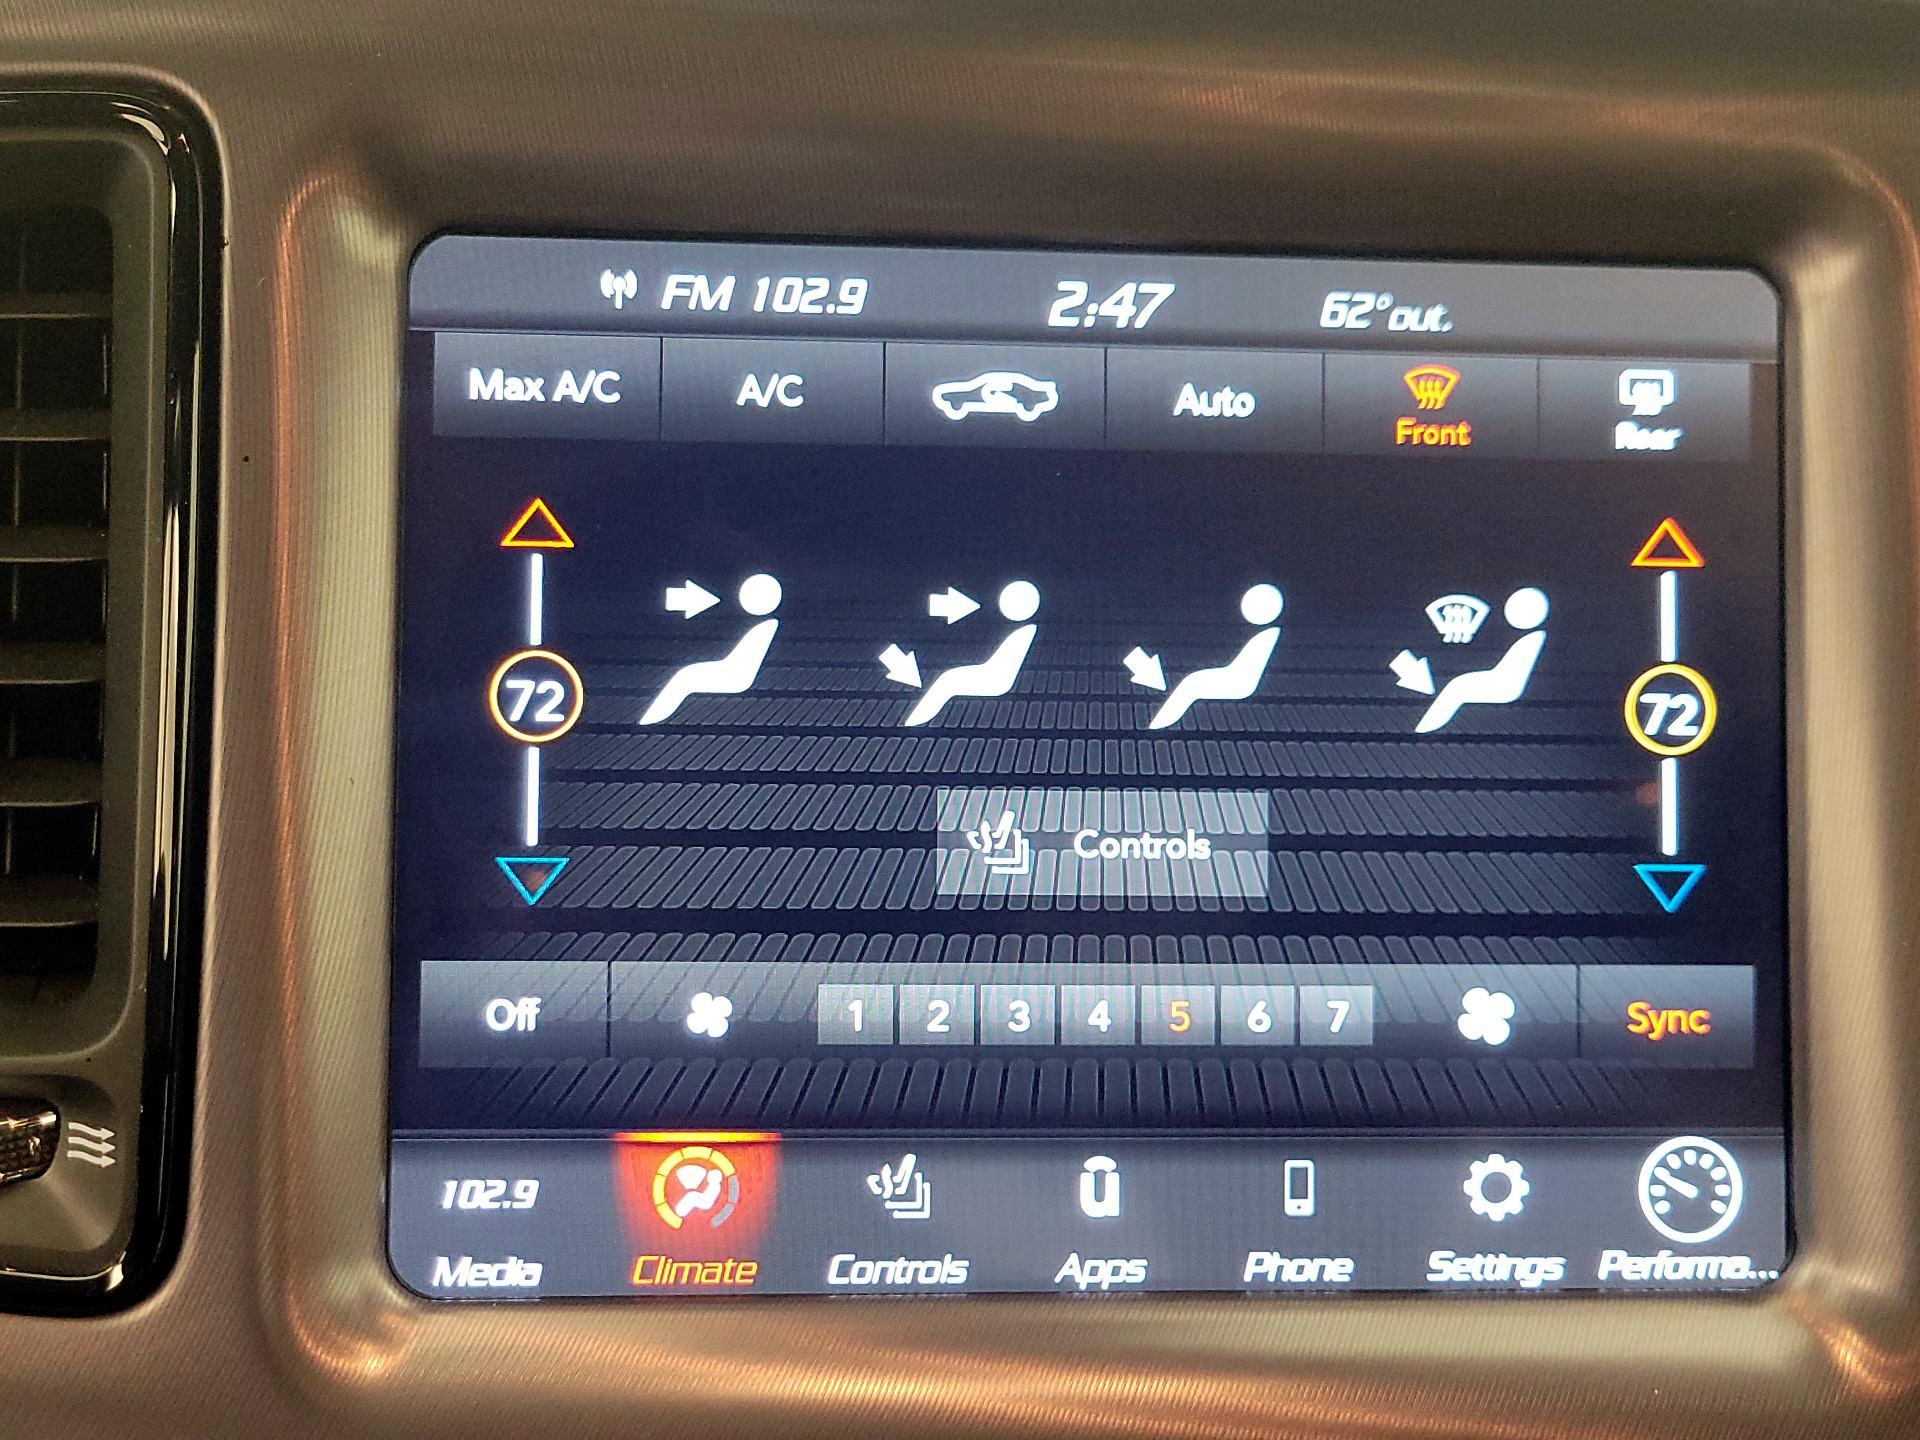 FM 102.9 2:47 62°out.
Max A/C A/C Auto Front Rear
72 72
Controls
Off 1 2 3 4 5 6 7 Sync
102.9
Media Climate Controls Apps Phone Settings Performa...